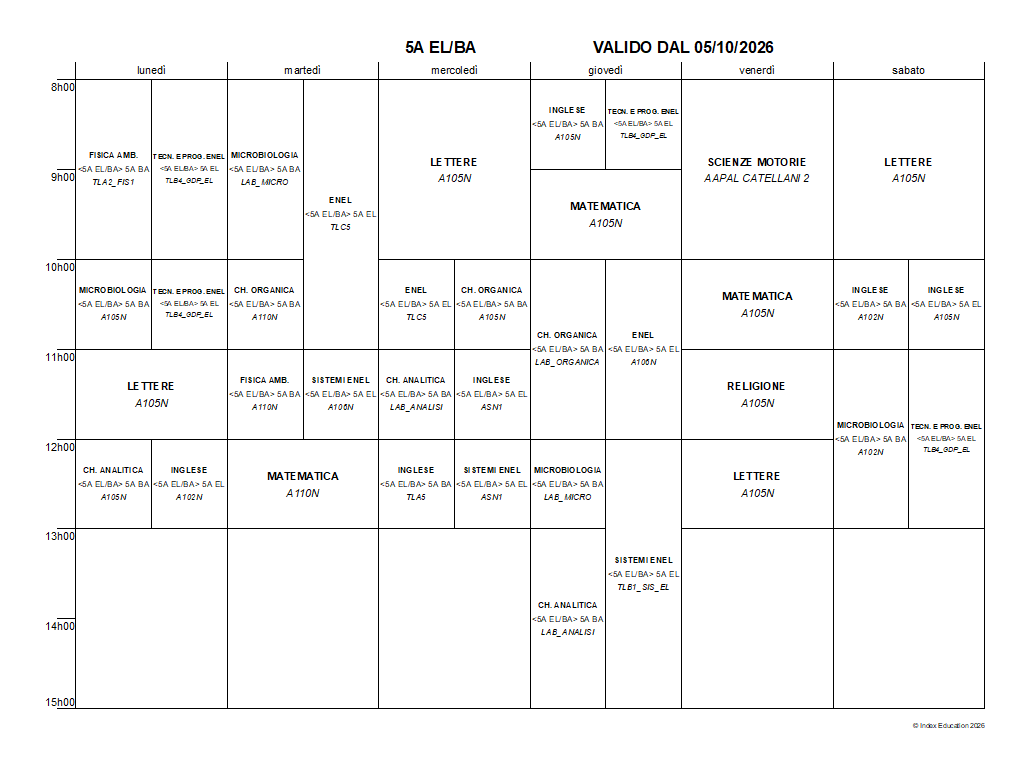 5A EL/BA VALIDO DAL 05/10/2026
lunedì martedì mercoledì giovedì venerdì sabato
8h00
FISICA AMB.
<5A EL/BA> 5A BA
TLA2_FIS1
TECN. E PROG. ENEL
<5A EL/BA> 5A EL
TLB4_GDP_EL
MICROBIOLOGIA
<5A EL/BA> 5A BA
LAB_MICRO
ENEL
<5A EL/BA> 5A EL
TLC5
LETTERE
A105N
INGLESE
<5A EL/BA> 5A BA
A105N
TECN. E PROG. ENEL
<5A EL/BA> 5A EL
TLB4_GDP_EL
SCIENZE MOTORIE
AAPAL CATELLANI 2
LETTERE
A105N
9h00
MATEMATICA
A105N
10h00
MICROBIOLOGIA
<5A EL/BA> 5A BA
A105N
TECN. E PROG. ENEL
<5A EL/BA> 5A EL
TLB4_GDP_EL
CH. ORGANICA
<5A EL/BA> 5A BA
A110N
ENEL
<5A EL/BA> 5A EL
TLC5
CH. ORGANICA
<5A EL/BA> 5A BA
A105N
CH. ORGANICA
<5A EL/BA> 5A BA
LAB_ORGANICA
ENEL
<5A EL/BA> 5A EL
A106N
MATEMATICA
A105N
INGLESE
<5A EL/BA> 5A BA
A102N
INGLESE
<5A EL/BA> 5A EL
A105N
11h00
LETTERE
A105N
FISICA AMB.
<5A EL/BA> 5A BA
A110N
SISTEMI ENEL
<5A EL/BA> 5A EL
A106N
CH. ANALITICA
<5A EL/BA> 5A BA
LAB_ANALISI
INGLESE
<5A EL/BA> 5A EL
ASN1
RELIGIONE
A105N
MICROBIOLOGIA
<5A EL/BA> 5A BA
A102N
TECN. E PROG. ENEL
<5A EL/BA> 5A EL
TLB4_GDP_EL
12h00
CH. ANALITICA
<5A EL/BA> 5A BA
A105N
INGLESE
<5A EL/BA> 5A EL
A102N
MATEMATICA
A110N
INGLESE
<5A EL/BA> 5A BA
TLA5
SISTEMI ENEL
<5A EL/BA> 5A EL
ASN1
MICROBIOLOGIA
<5A EL/BA> 5A BA
LAB_MICRO
SISTEMI ENEL
<5A EL/BA> 5A EL
TLB1_SIS_EL
LETTERE
A105N
13h00
CH. ANALITICA
<5A EL/BA> 5A BA
LAB_ANALISI
14h00
15h00
© Index Education 2026